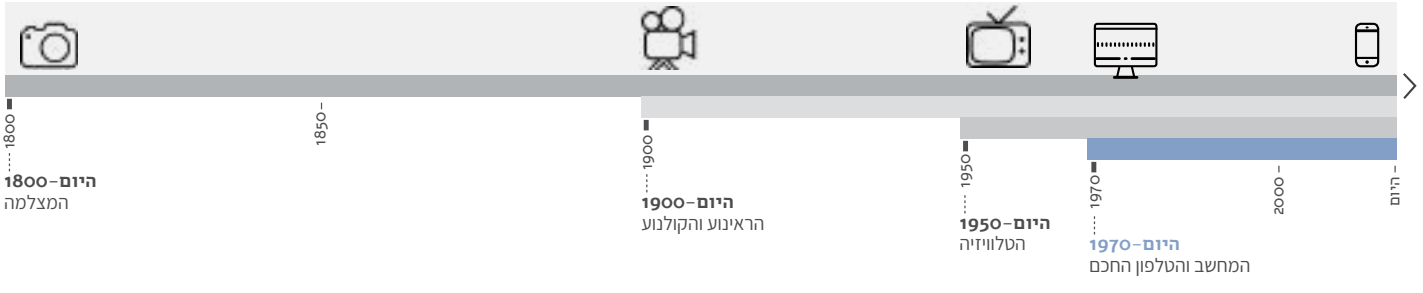 1800
1850
1900
1950
1970
2000
היום
1800-היום
המצלמה
1900-היום
הראינוע והקולנוע
1950-היום
הטלוויזיה
1970-היום
המחשב והטלפון החכם